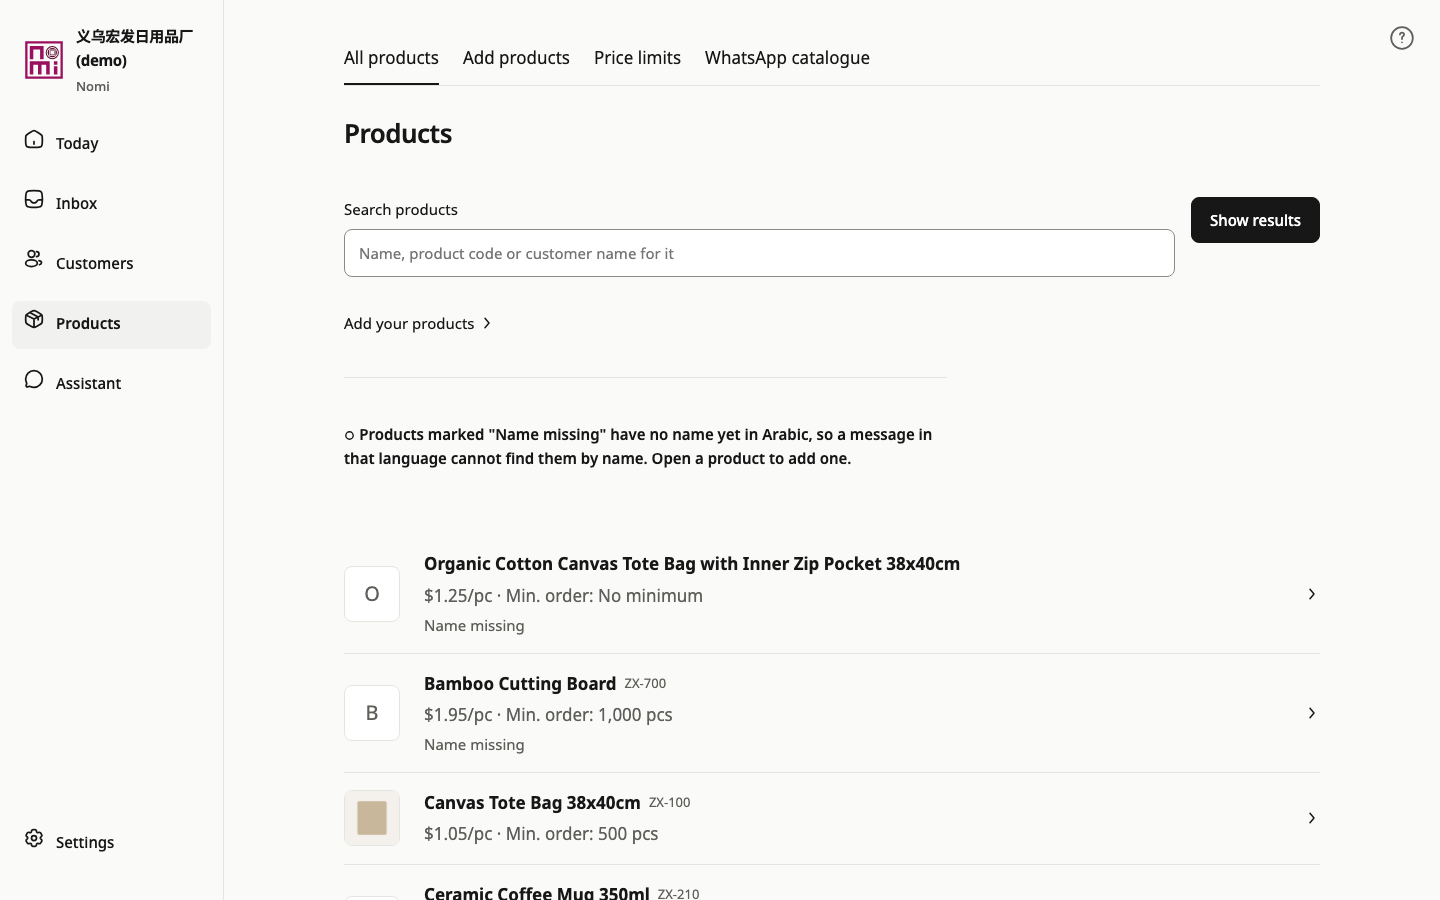 nomi
义乌宏发日用品厂
(demo)
Nomi
Today
Inbox
Customers
Products
Assistant
Settings
All products
Add products
Price limits
WhatsApp catalogue
Products
Search products
Name, product code or customer name for it
Show results
Add your products
Products marked "Name missing" have no name yet in Arabic, so a message in
that language cannot find them by name. Open a product to add one.
O
Organic Cotton Canvas Tote Bag with Inner Zip Pocket 38x40cm
$1.25/pc · Min. order: No minimum
Name missing
B
Bamboo Cutting Board ZX-700
$1.95/pc · Min. order: 1,000 pcs
Name missing
Canvas Tote Bag 38x40cm ZX-100
$1.05/pc · Min. order: 500 pcs
Ceramic Coffee Mug 350ml ZX-210